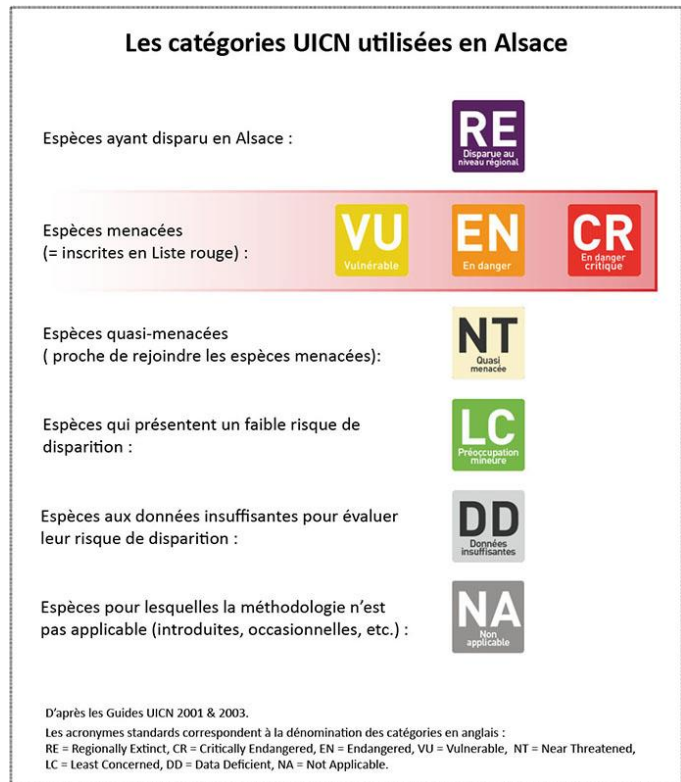 Les catégories UICN utilisées en Alsace
Espèces ayant disparu en Alsace :
RE
Disparue au
niveau régional
Espèces menacées
(= inscrites en Liste rouge) :
VU
Vulnérable
EN
En danger
CR
En danger
critique
Espèces quasi-menacées
( proche de rejoindre les espèces menacées):
NT
Quasi
menacée
Espèces qui présentent un faible risque de
disparition :
LC
Préoccupation
mineure
Espèces aux données insuffisantes pour évaluer
leur risque de disparition :
DD
Données
insuffisantes
Espèces pour lesquelles la méthodologie n’est
pas applicable (introduites, occasionnelles, etc.) :
NA
Non
applicable
D’après les Guides UICN 2001 & 2003.
Les acronymes standards correspondent à la dénomination des catégories en anglais :
RE = Regionally Extinct, CR = Critically Endangered, EN = Endangered, VU = Vulnerable, NT = Near Threatened,
LC = Least Concerned, DD = Data Deficient, NA = Not Applicable.